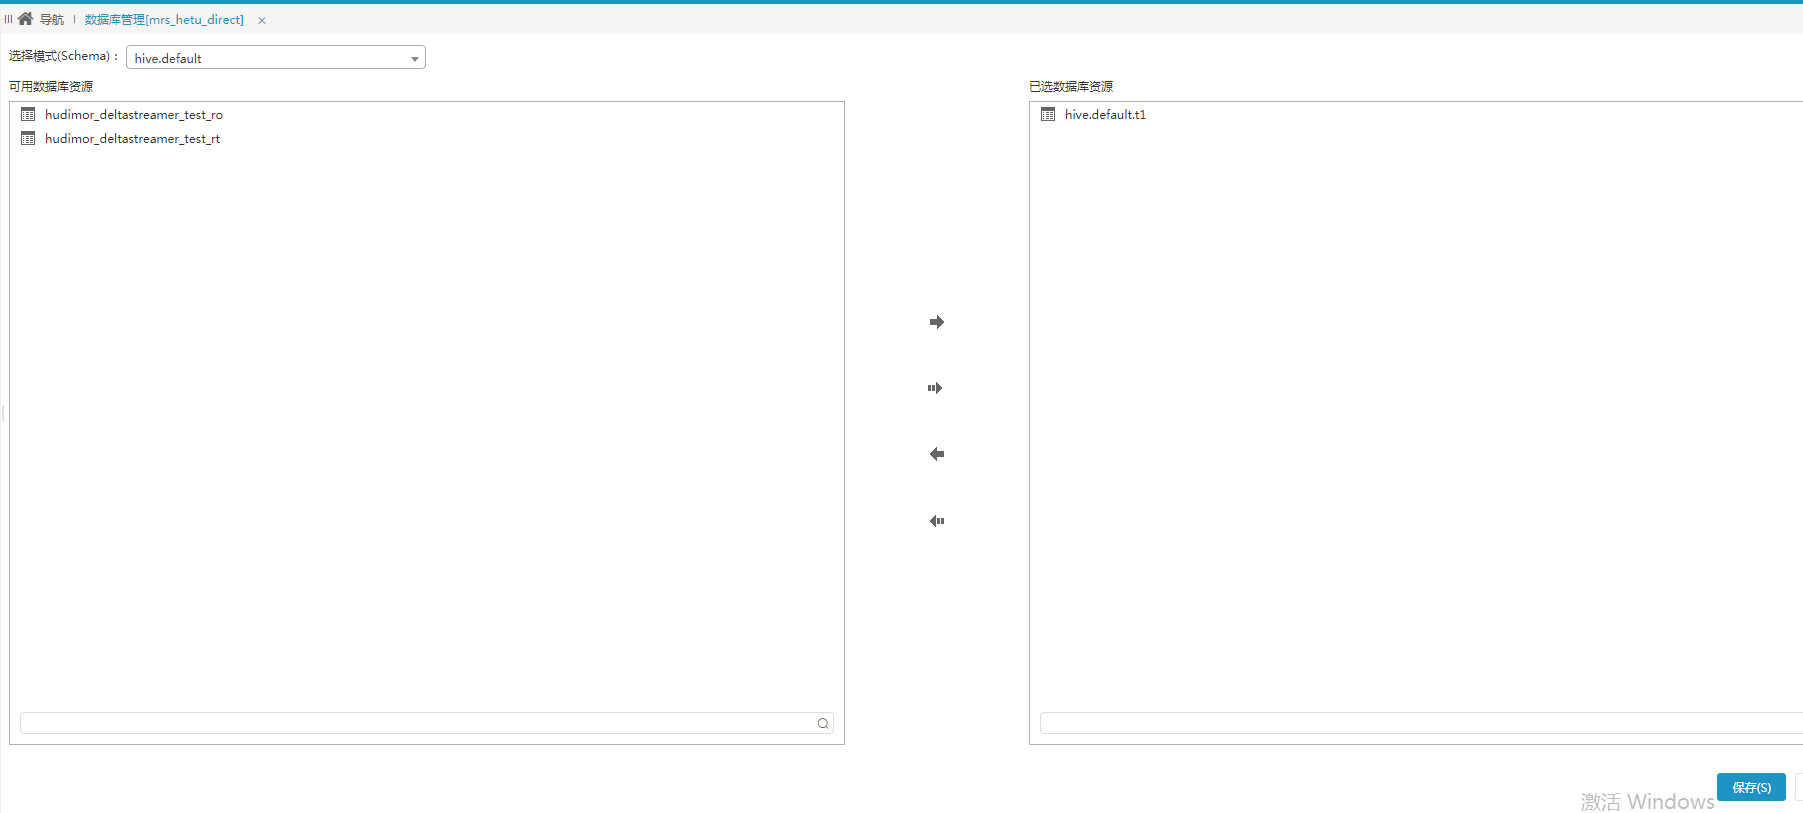 导航 数据库管理[mrs_hetu_direct] ×
选择模式(Schema)： hive.default
可用数据库资源
hudimor_deltastreamer_test_ro
hudimor_deltastreamer_test_rt
已选数据库资源
hive.default.t1
保存(S)
激活 Windows